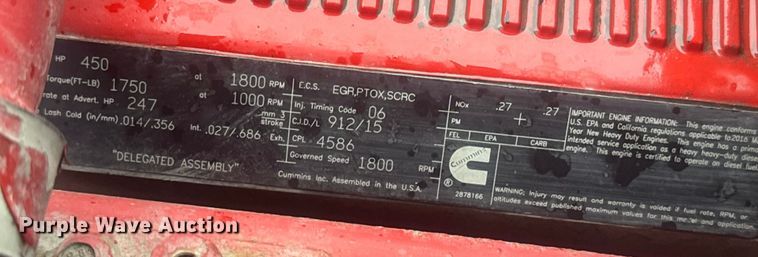 HP 450 at 1800 RPM
Torque(FT-LB) 1750 at 1000 RPM
rate at Advert. HP 247 mm 3 stroke
Lash Cold (in/mm) .014/.356 Int. .027/.686 Exh.
"DELEGATED ASSEMBLY"
E.C.S. EGR,PTOX,SCRC
Inj. Timing Code 06
C.I.D./L 912/15
CPL 4586
Governed Speed 1800 RPM
Cummins Inc. Assembled in the U.S.A.
NOx .27 .27
PM
FEL EPA CARB
Cummins
®
2878166
IMPORTANT ENGINE INFORMATION: This engine conforms
U.S. EPA and California regulations applicable to2016 M
Year New Heavy Duty Engines. This engine has a prim
intended service application as a heavy heavy-duty diesel
engine. This engine is certified to operate on diesel fuel
WARNING: Injury may result and warranty is voided if fuel rate, RPM, or
altitudes exceed published maximum values for this model and application.
Purple Wave Auction